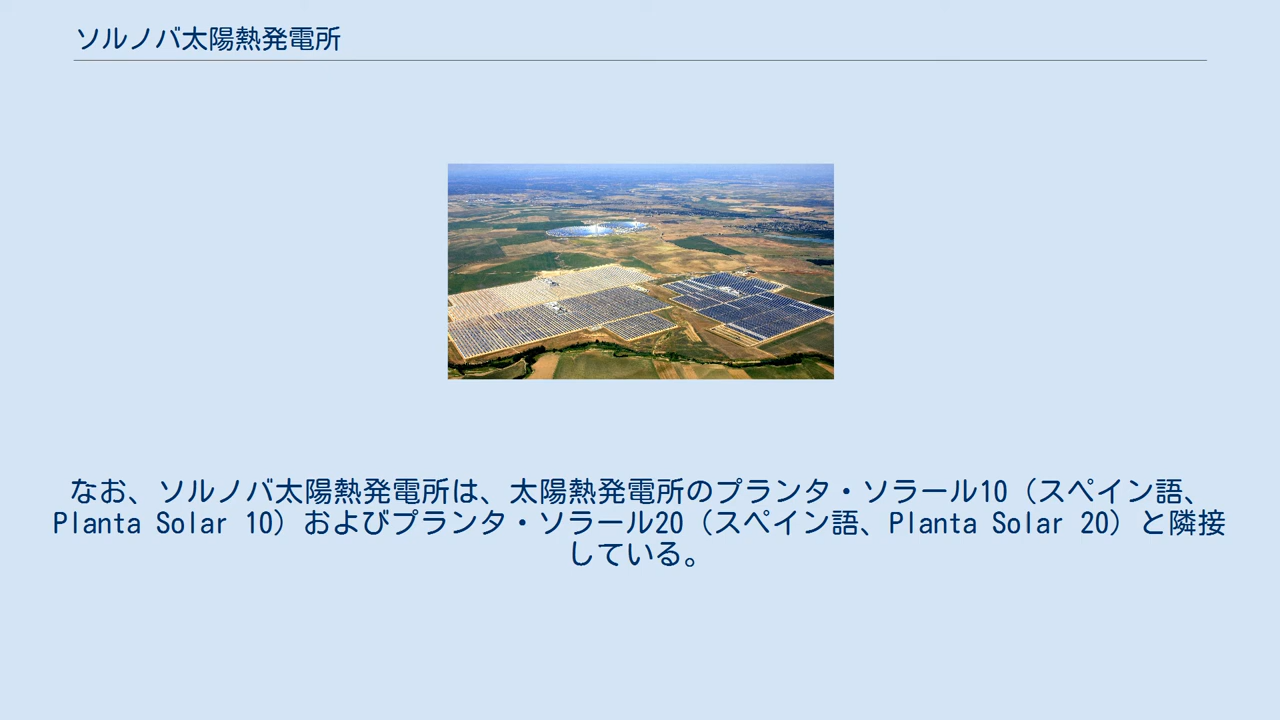 ソルノバ太陽熱発電所
なお、ソルノバ太陽熱発電所は、太陽熱発電所のプランタ・ソラール10（スペイン語、
Planta Solar 10）およびプランタ・ソラール20（スペイン語、Planta Solar 20）と隣接
している。